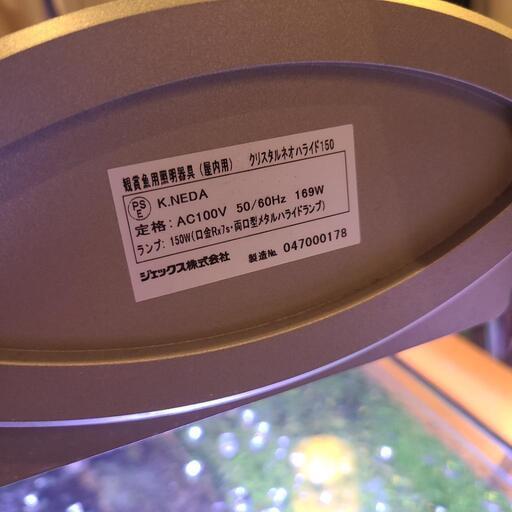 観賞魚用照明器具（屋内用） クリスタルネオハライド150
PSE K.NEDA
定格：AC100V 50/60Hz 169W
ランプ：150W（口金Rx7s・両口型メタルハライドランプ）
ジェックス株式会社 製造№ 047000178